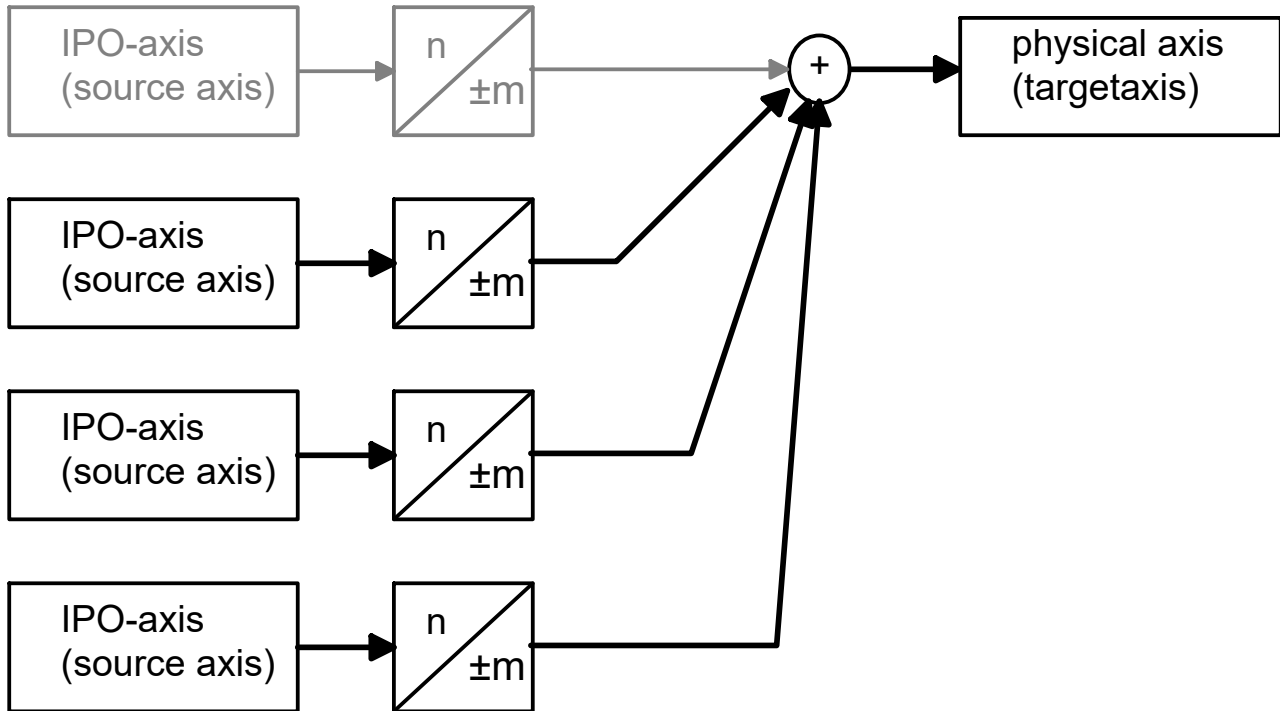 IPO-axis
(source axis)
n
±m
+
physical axis
(targetaxis)
IPO-axis
(source axis)
n
±m
IPO-axis
(source axis)
n
±m
IPO-axis
(source axis)
n
±m